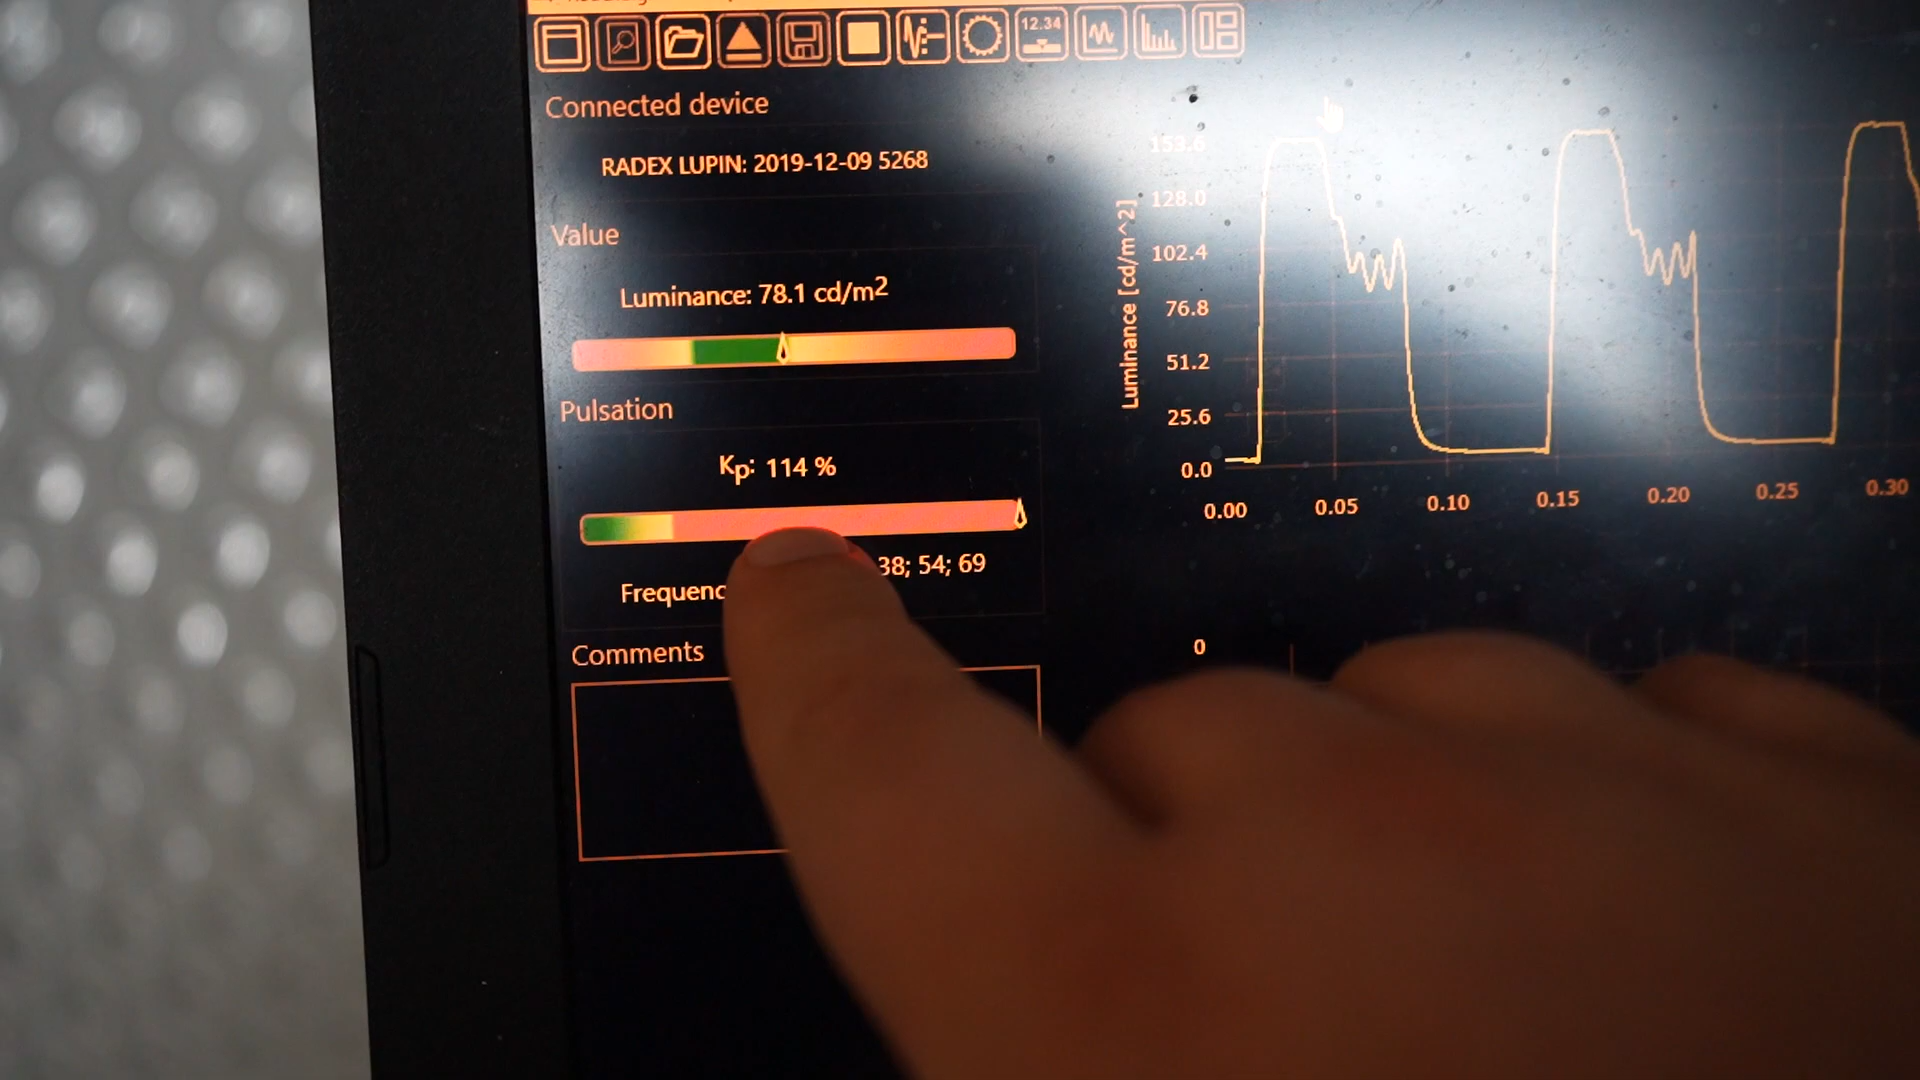 12.34
Connected device
RADEX LUPIN: 2019-12-09 5268
Value
Luminance: 78.1 cd/m2
Pulsation
Kp: 114 %
38; 54; 69
Comments
Luminance [cd/m^2]
153.6
128.0
102.4
76.8
51.2
25.6
0.0
0.00 0.05 0.10 0.15 0.20 0.25 0.30
0